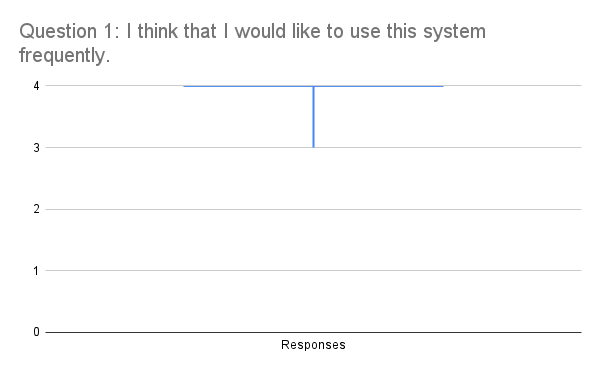 Question 1: I think that I would like to use this system
frequently.
4
3
2
1
0
Responses